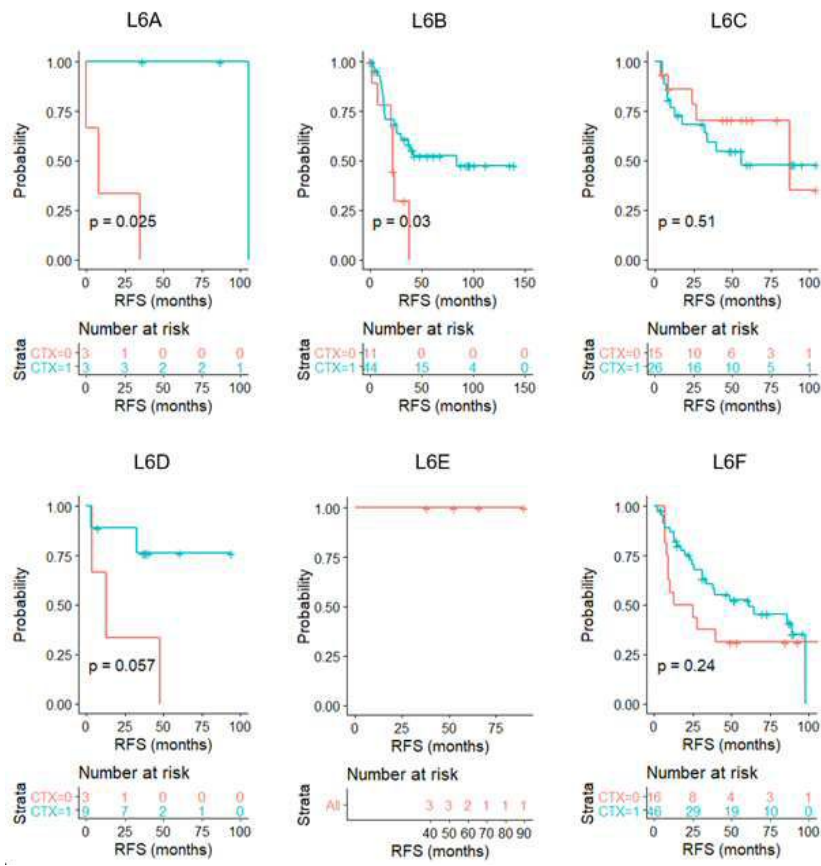 L6A L6B L6C
1.00 1.00 1.00
0.75 0.75 0.75
0.50 0.50 0.50
0.25 0.25 0.25
0.00 0.00 0.00
Probability Probability Probability
p = 0.025 p = 0.03 p = 0.51
0 25 50 75 100 0 50 100 150 0 25 50 75 100
RFS (months) RFS (months) RFS (months)
Number at risk Number at risk Number at risk
Strata Strata Strata
CTX=0 3 1 0 0 0 CTX=0 11 0 0 0 CTX=0 15 10 6 3 1
CTX=1 3 3 2 2 1 CTX=1 44 15 4 0 CTX=1 26 16 10 5 1
0 25 50 75 100 0 50 100 150 0 25 50 75 100
RFS (months) RFS (months) RFS (months)
L6D L6E L6F
1.00 1.00 1.00
0.75 0.75 0.75
0.50 0.50 0.50
0.25 0.25 0.25
0.00 0.00 0.00
Probability Probability Probability
p = 0.057 p = 0.24
0 25 50 75 100 0 25 50 75 0 25 50 75 100
RFS (months) RFS (months) RFS (months)
Number at risk Number at risk Number at risk
Strata Strata Strata
CTX=0 3 1 0 0 0 All 3 3 2 1 1 1 CTX=0 16 8 4 3 1
CTX=1 9 7 2 1 0 CTX=1 46 29 19 10 0
0 25 50 75 100 40 50 60 70 80 90 0 25 50 75 100
RFS (months) RFS (months) RFS (months)